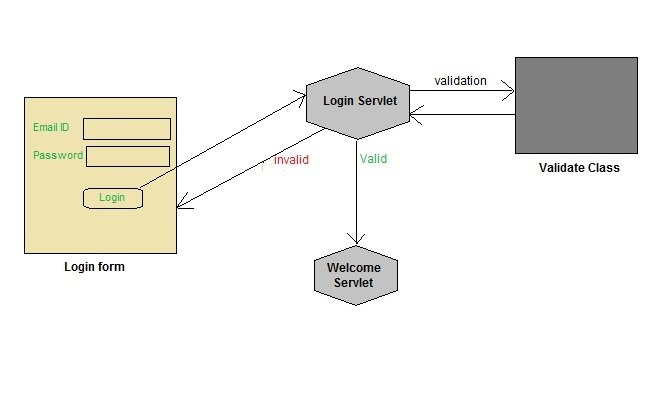 Login Servlet
validation
Email ID
Password
Login
invalid
Valid
Validate Class
Login form
Welcome
Servlet